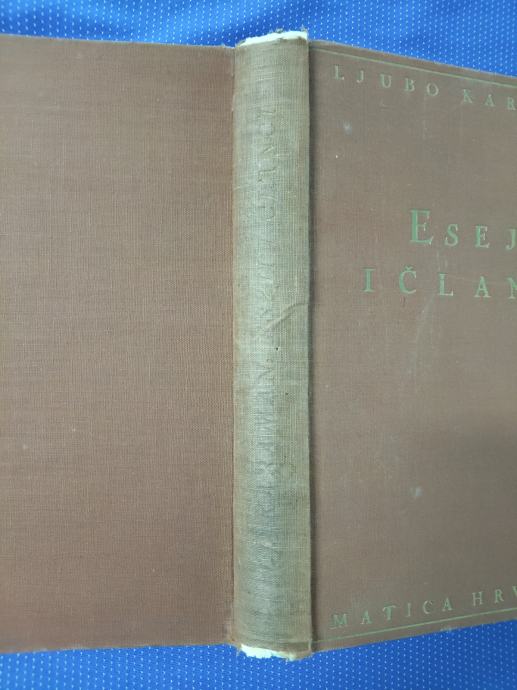 LJUBO KAR
ESEJ
I ČLAN
MATICA HRV